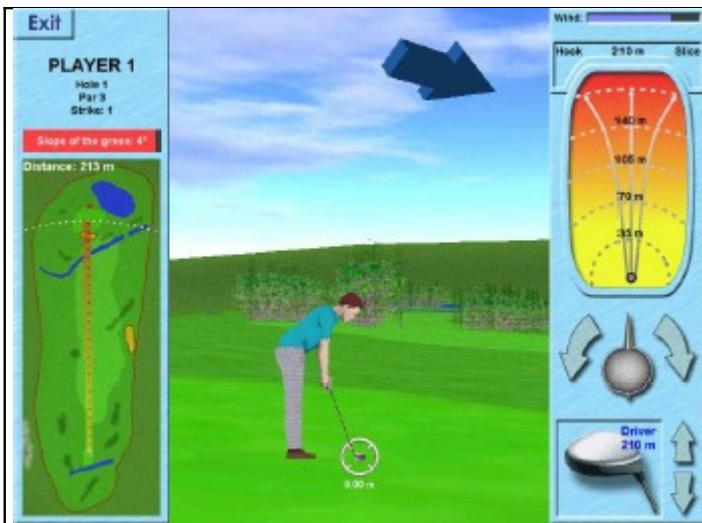 Exit
PLAYER 1
Hole 1
Par 3
Strike: 1
Slope of the green: 4°
Distance: 213 m
0.00 m
Wind:
Hook 210 m Slice
140 m
105 m
70 m
35 m
Driver
210 m